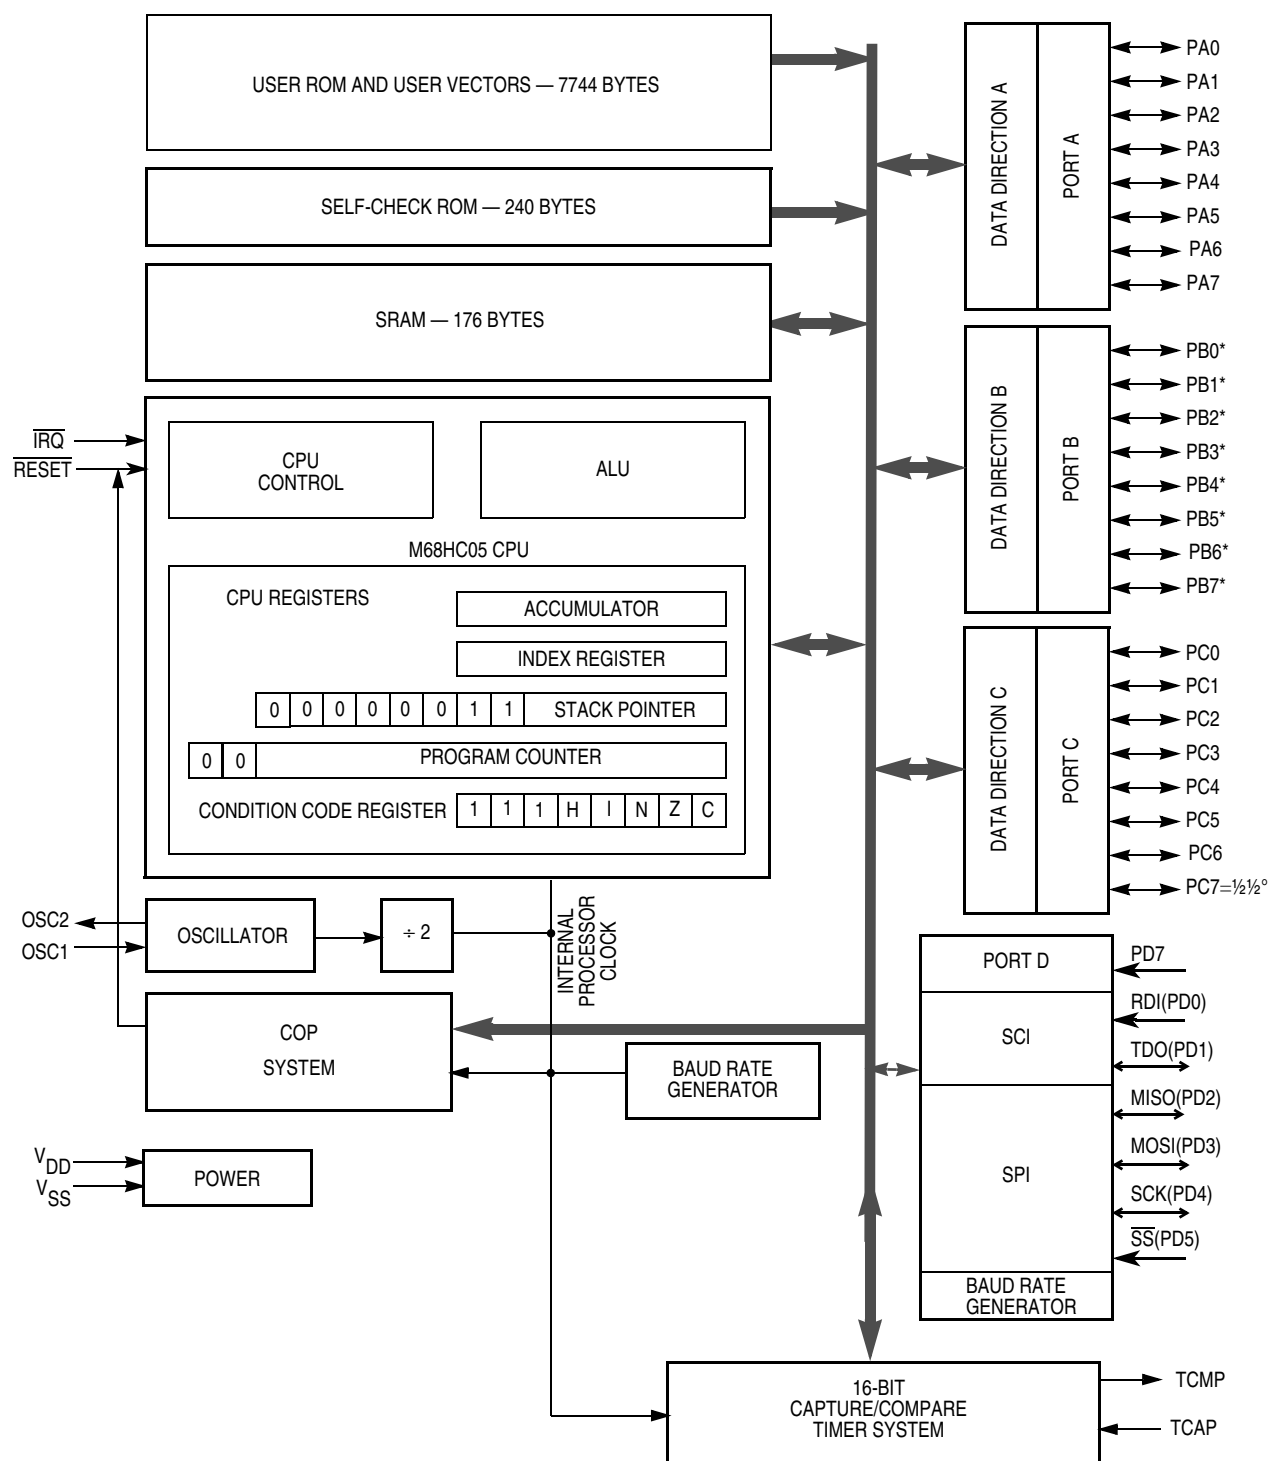 USER ROM AND USER VECTORS — 7744 BYTES
SELF-CHECK ROM — 240 BYTES
SRAM — 176 BYTES
IRQ
RESET
CPU
CONTROL
ALU
M68HC05 CPU
CPU REGISTERS
ACCUMULATOR
INDEX REGISTER
0 0 0 0 0 0 1 1 STACK POINTER
0 0 PROGRAM COUNTER
CONDITION CODE REGISTER 1 1 1 H I N Z C
OSC2
OSC1
OSCILLATOR
÷ 2
INTERNAL
PROCESSOR
CLOCK
COP
SYSTEM
BAUD RATE
GENERATOR
VDD
VSS
POWER
DATA DIRECTION A
PORT A
PA0
PA1
PA2
PA3
PA4
PA5
PA6
PA7
DATA DIRECTION B
PORT B
PB0*
PB1*
PB2*
PB3*
PB4*
PB5*
PB6*
PB7*
DATA DIRECTION C
PORT C
PC0
PC1
PC2
PC3
PC4
PC5
PC6
PC7=½½°
PORT D
PD7
SCI
RDI(PD0)
TDO(PD1)
SPI
MISO(PD2)
MOSI(PD3)
SCK(PD4)
SS(PD5)
BAUD RATE
GENERATOR
16-BIT
CAPTURE/COMPARE
TIMER SYSTEM
TCMP
TCAP